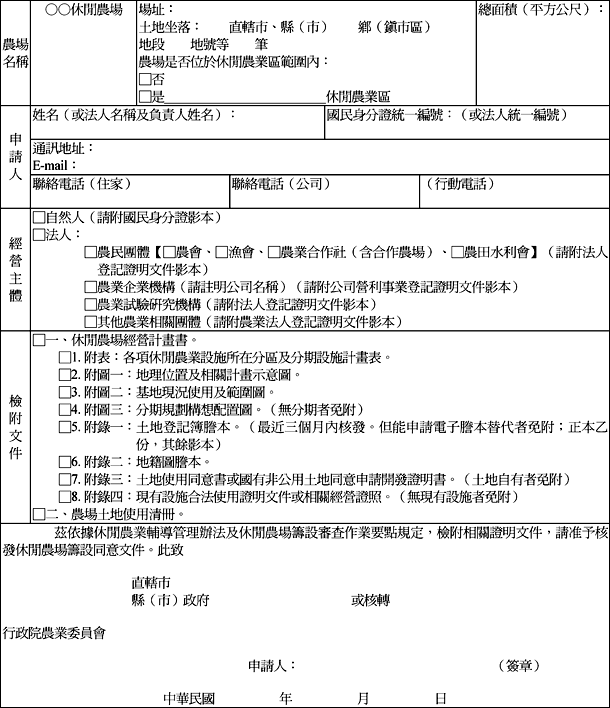 農場名稱
○○休閒農場
場址：
土地坐落：　　直轄市、縣（市）　　鄉（鎮市區）
地段　　地號等　　筆
農場是否位於休閒農業區範圍內：
□否
□是＿＿＿＿＿＿＿＿＿＿休閒農業區
總面積（平方公尺）：
申請人
姓名（或法人名稱及負責人姓名）：
國民身分證統一編號：（或法人統一編號）
通訊地址：
E-mail：
聯絡電話（住家）
聯絡電話（公司）
（行動電話）
經營主體
□自然人（請附國民身分證影本）
□法人：
□農民團體【□農會、□漁會、□農業合作社（含合作農場）、□農田水利會】（請附法人
登記證明文件影本）
□農業企業機構（請註明公司名稱）（請附公司營利事業登記證明文件影本）
□農業試驗研究機構（請附法人登記證明文件影本）
□其他農業相關團體（請附農業法人登記證明文件影本）
檢附文件
□一、休閒農場經營計畫書。
□1. 附表：各項休閒農業設施所在分區及分期設施計畫表。
□2. 附圖一：地理位置及相關計畫示意圖。
□3. 附圖二：基地現況使用及範圍圖。
□4. 附圖三：分期規劃構想配置圖。（無分期者免附）
□5. 附錄一：土地登記簿謄本。（最近三個月內核發。但能申請電子謄本替代者免附；正本乙
份，其餘影本）
□6. 附錄二：地籍圖謄本。
□7. 附錄三：土地使用同意書或國有非公用土地同意申請開發證明書。（土地自有者免附）
□8. 附錄四：現有設施合法使用證明文件或相關經營證照。（無現有設施者免附）
□二、農場土地使用清冊。
茲依據休閒農業輔導管理辦法及休閒農場籌設審查作業要點規定，檢附相關證明文件，請准予核
發休閒農場籌設同意文件。此致
直轄市
縣（市）政府　　　　　　　　　或核轉
行政院農業委員會
申請人：　　　　　　　　　　　　（簽章）
中華民國　　　　年　　　　月　　　　日